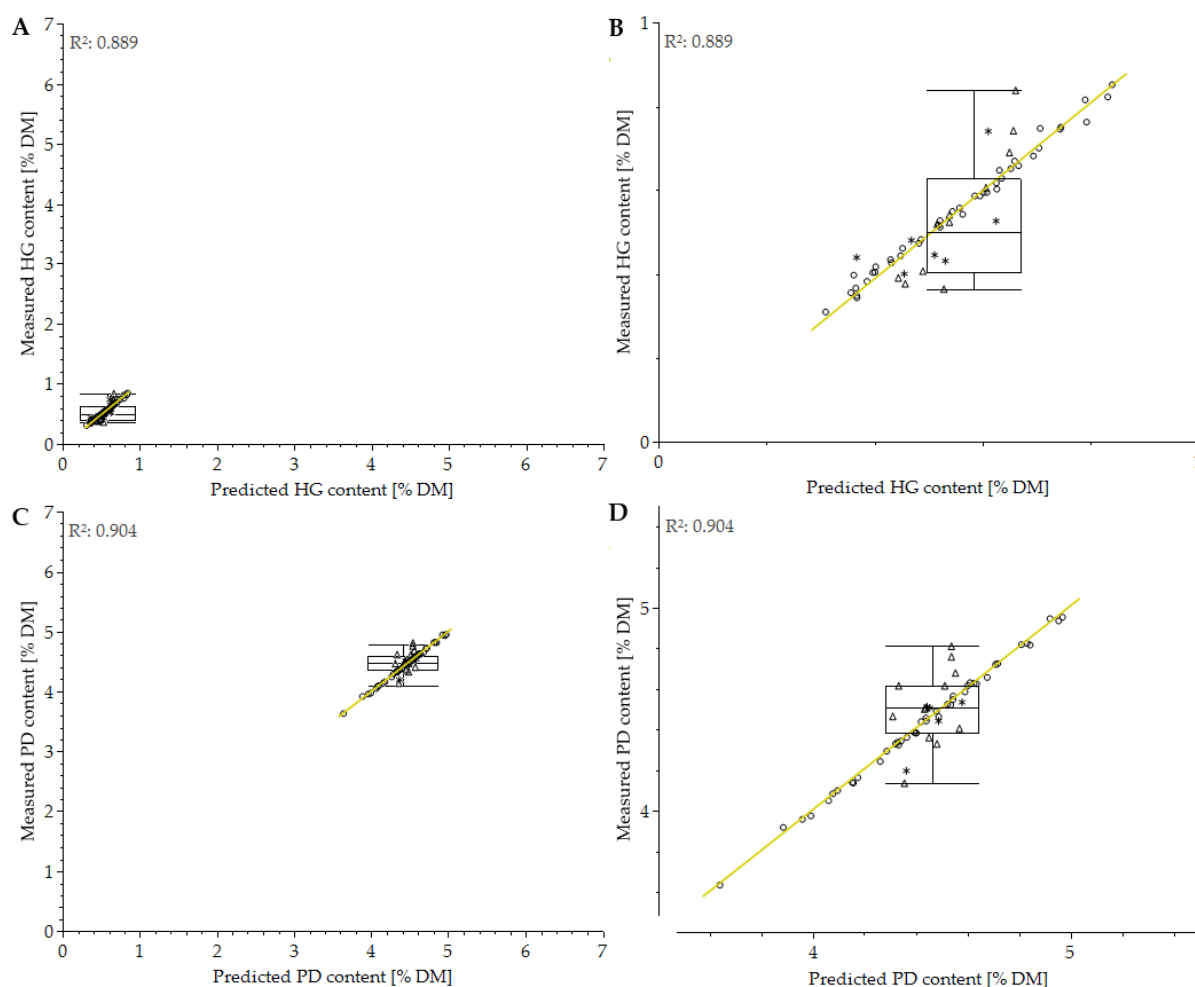 A
R²: 0.889
7
6
5
4
3
2
1
0
Measured HG content [% DM]
0 1 2 3 4 5 6 7
Predicted HG content [% DM]
B
R²: 0.889
1
0
Measured HG content [% DM]
0
Predicted HG content [% DM]
C
R²: 0.904
7
6
5
4
3
2
1
0
Measured PD content [% DM]
0 1 2 3 4 5 6 7
Predicted PD content [% DM]
D
R²: 0.904
5
4
Measured PD content [% DM]
4 5
Predicted PD content [% DM]